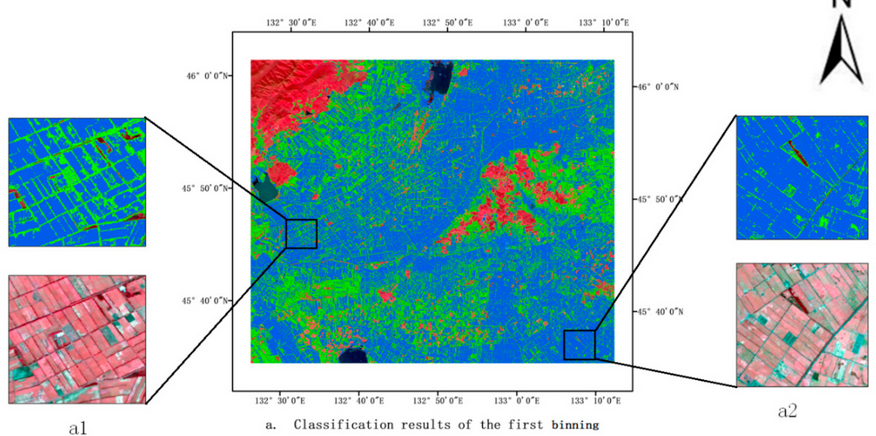 N
132° 30′0″E 132° 40′0″E 132° 50′0″E 133° 0′0″E 133° 10′0″E
46° 0′0″N
46° 0′0″N
45° 50′0″N
45° 50′0″N
45° 40′0″N
45° 40′0″N
132° 30′0″E 132° 40′0″E 132° 50′0″E 133° 0′0″E 133° 10′0″E
a1
a2
a. Classification results of the first binning